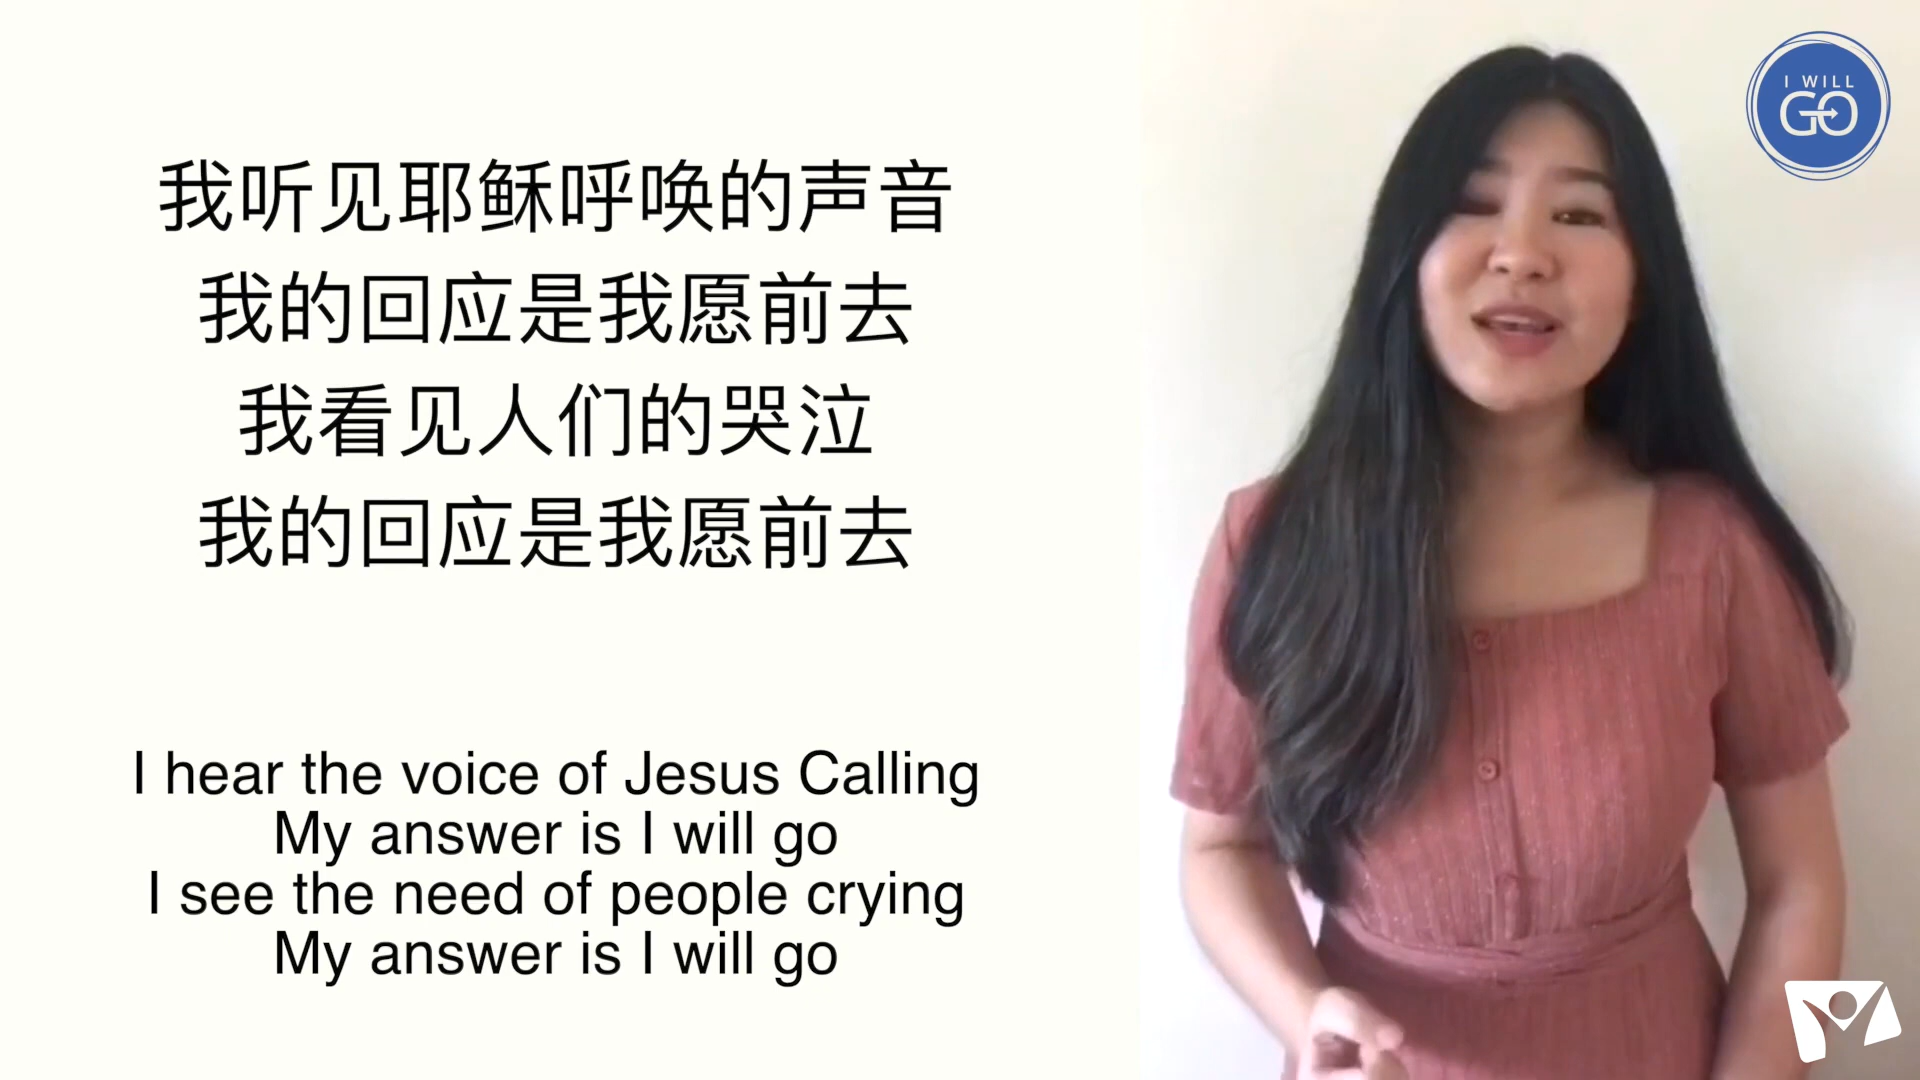 我听见耶稣呼唤的声音
我的回应是我愿前去
我看见人们的哭泣
我的回应是我愿前去
I hear the voice of Jesus Calling
My answer is I will go
I see the need of people crying
My answer is I will go
I WILL
GO